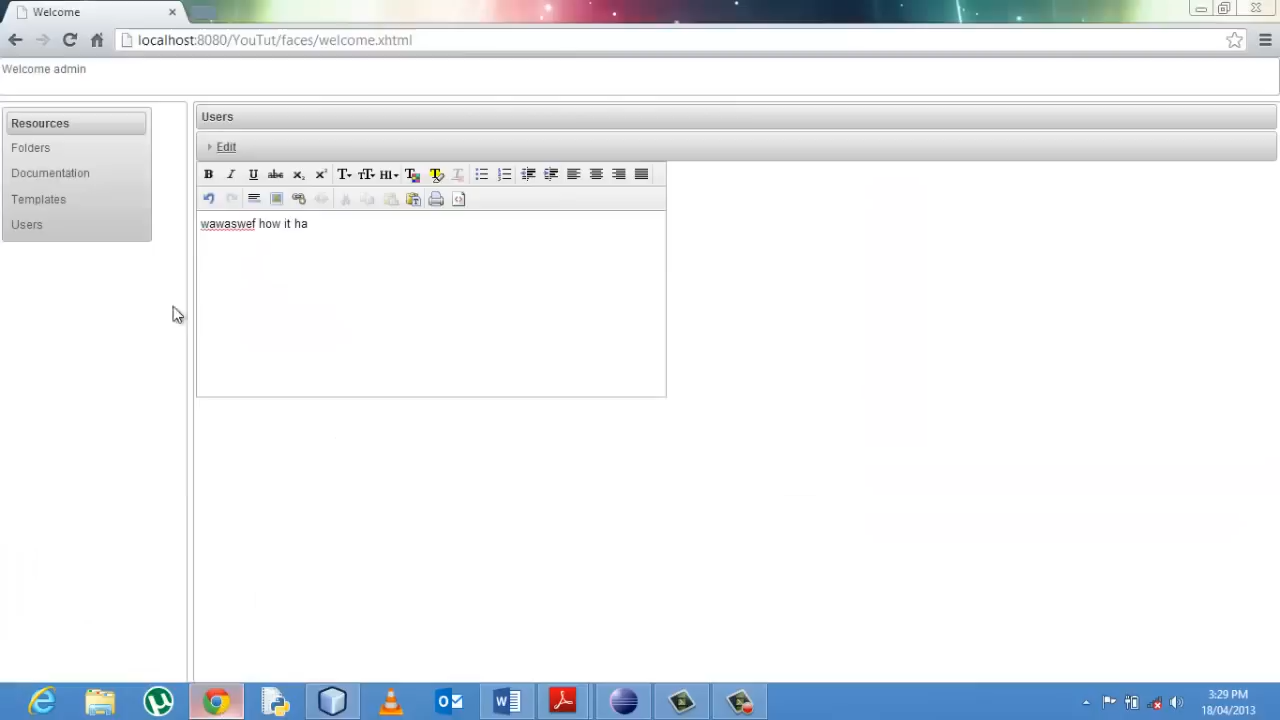 Welcome
localhost:8080/YouTut/faces/welcome.xhtml
Welcome admin
Resources
Folders
Documentation
Templates
Users
Users
Edit
wawaswef how it ha
3:29 PM
18/04/2013